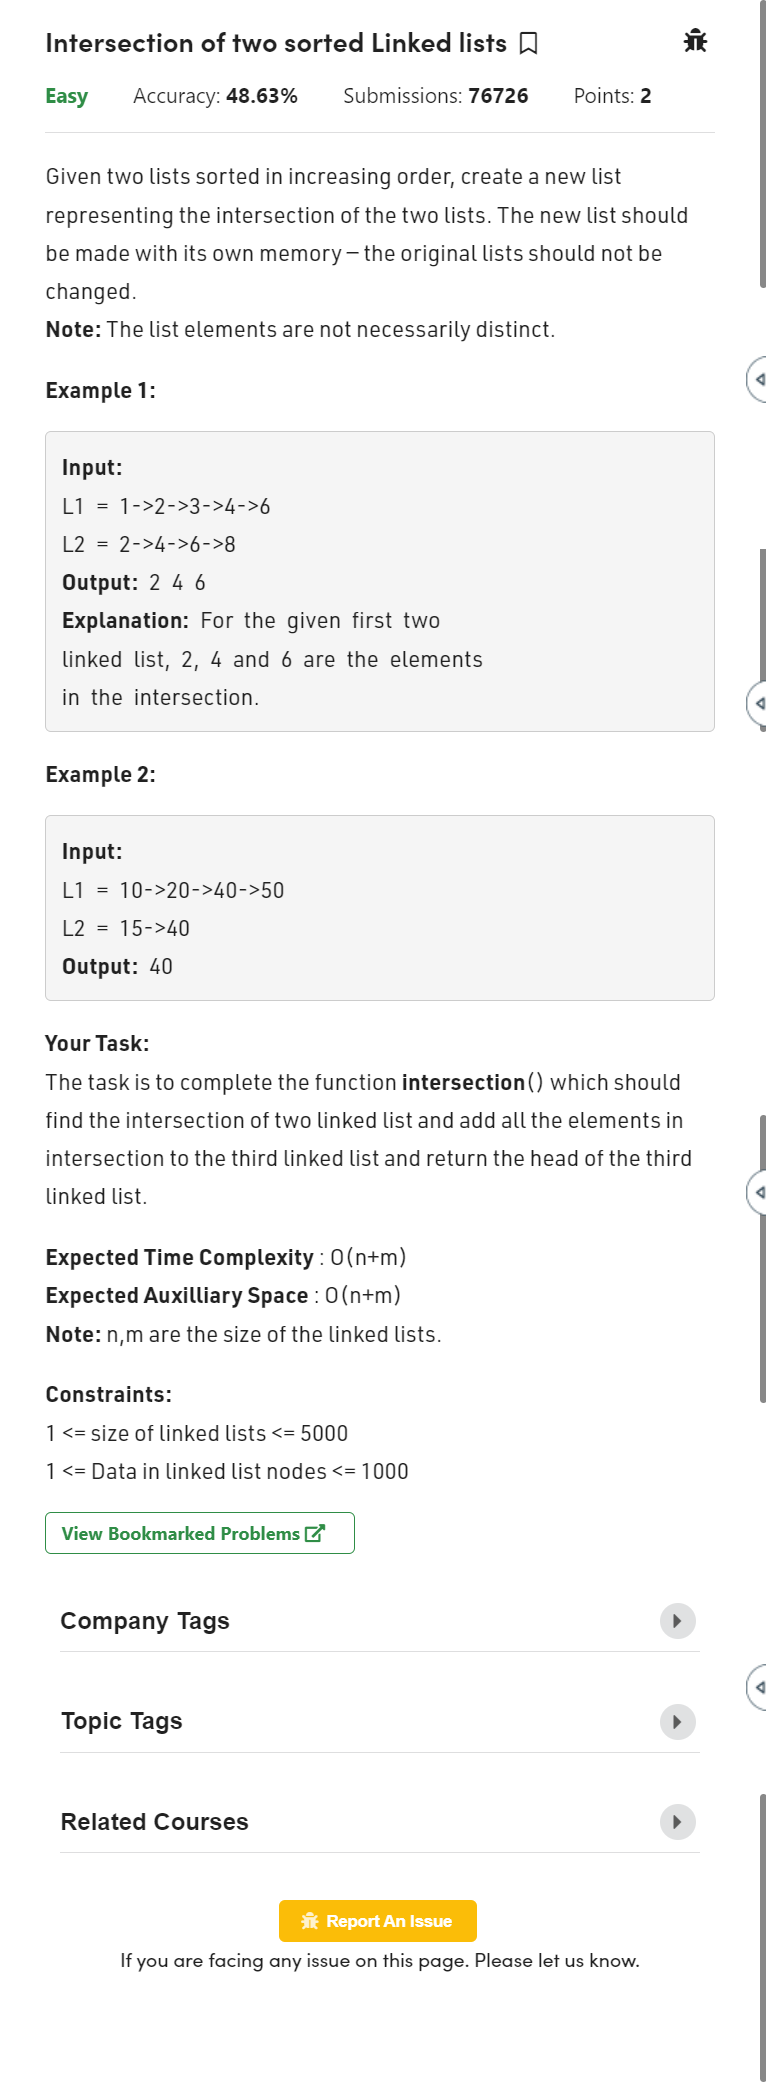 Intersection of two sorted Linked lists
Easy Accuracy: 48.63% Submissions: 76726 Points: 2
Given two lists sorted in increasing order, create a new list
representing the intersection of the two lists. The new list should
be made with its own memory — the original lists should not be
changed.
Note: The list elements are not necessarily distinct.
Example 1:
Input:
L1 = 1->2->3->4->6
L2 = 2->4->6->8
Output: 2 4 6
Explanation: For the given first two
linked list, 2, 4 and 6 are the elements
in the intersection.
Example 2:
Input:
L1 = 10->20->40->50
L2 = 15->40
Output: 40
Your Task:
The task is to complete the function intersection() which should
find the intersection of two linked list and add all the elements in
intersection to the third linked list and return the head of the third
linked list.
Expected Time Complexity : O(n+m)
Expected Auxilliary Space : O(n+m)
Note: n,m are the size of the linked lists.
Constraints:
1 <= size of linked lists <= 5000
1 <= Data in linked list nodes <= 1000
View Bookmarked Problems
Company Tags
Topic Tags
Related Courses
Report An Issue
If you are facing any issue on this page. Please let us know.